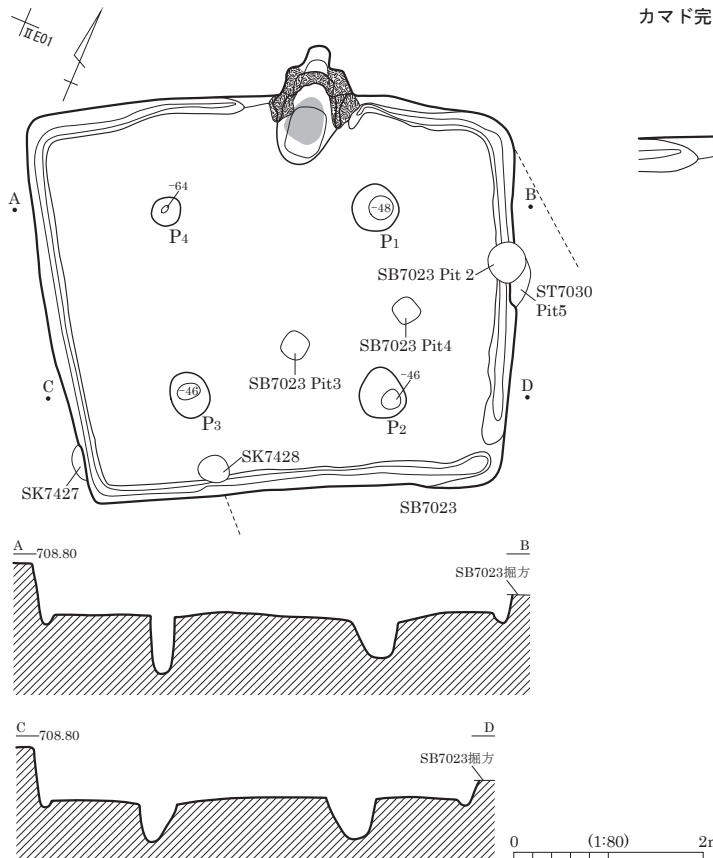 カマド完
ⅡE01
A
B
-64
-48
P4
P1
SB7023 Pit 2
ST7030
Pit5
SB7023 Pit4
SB7023 Pit3
C
D
-46
-46
P3
P2
SK7428
SK7427
SB7023
A
708.80
B
SB7023掘方
C
708.80
D
SB7023掘方
0
(1:80)